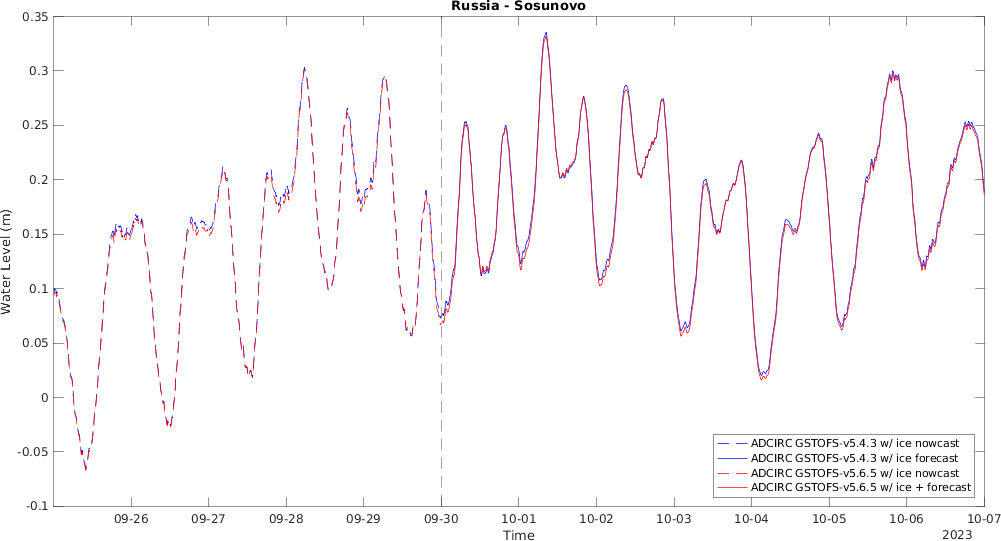 Russia - Sosunovo
0.35
0.3
0.25
0.2
0.15
0.1
0.05
0
-0.05
-0.1
Water Level (m)
ADCIRC GSTOFS-v5.4.3 w/ ice nowcast
ADCIRC GSTOFS-v5.4.3 w/ ice forecast
ADCIRC GSTOFS-v5.6.5 w/ ice nowcast
ADCIRC GSTOFS-v5.6.5 w/ ice + forecast
09-26 09-27 09-28 09-29 09-30 10-01 10-02 10-03 10-04 10-05 10-06 10-07
Time
2023